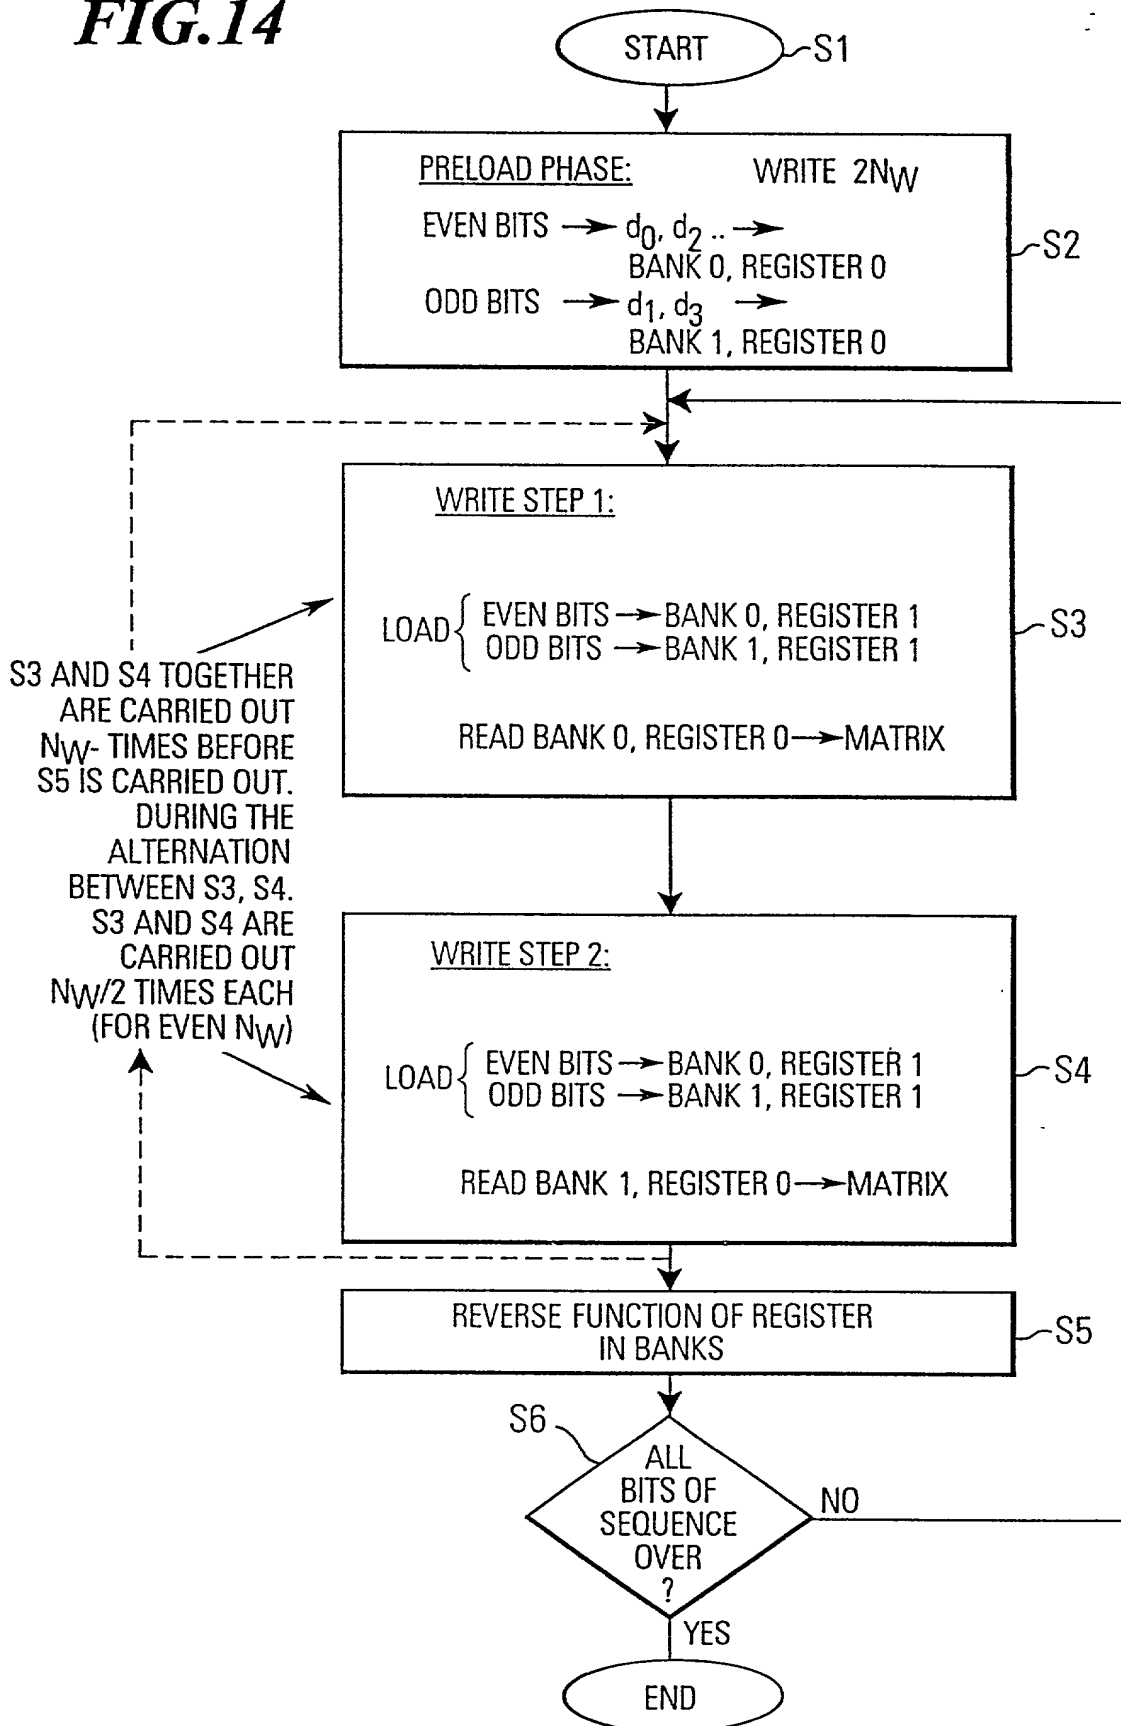 FIG.14
START
S1
PRELOAD PHASE: WRITE 2NW
EVEN BITS → d0, d2 .. →
BANK 0, REGISTER 0
ODD BITS → d1, d3 →
BANK 1, REGISTER 0
S2
WRITE STEP 1:
LOAD { EVEN BITS → BANK 0, REGISTER 1
ODD BITS → BANK 1, REGISTER 1
READ BANK 0, REGISTER 0 → MATRIX
S3
S3 AND S4 TOGETHER
ARE CARRIED OUT
NW- TIMES BEFORE
S5 IS CARRIED OUT.
DURING THE
ALTERNATION
BETWEEN S3, S4.
S3 AND S4 ARE
CARRIED OUT
NW/2 TIMES EACH
(FOR EVEN NW)
WRITE STEP 2:
LOAD { EVEN BITS → BANK 0, REGISTER 1
ODD BITS → BANK 1, REGISTER 1
READ BANK 1, REGISTER 0 → MATRIX
S4
REVERSE FUNCTION OF REGISTER
IN BANKS
S5
S6
ALL
BITS OF
SEQUENCE
OVER
?
NO
YES
END